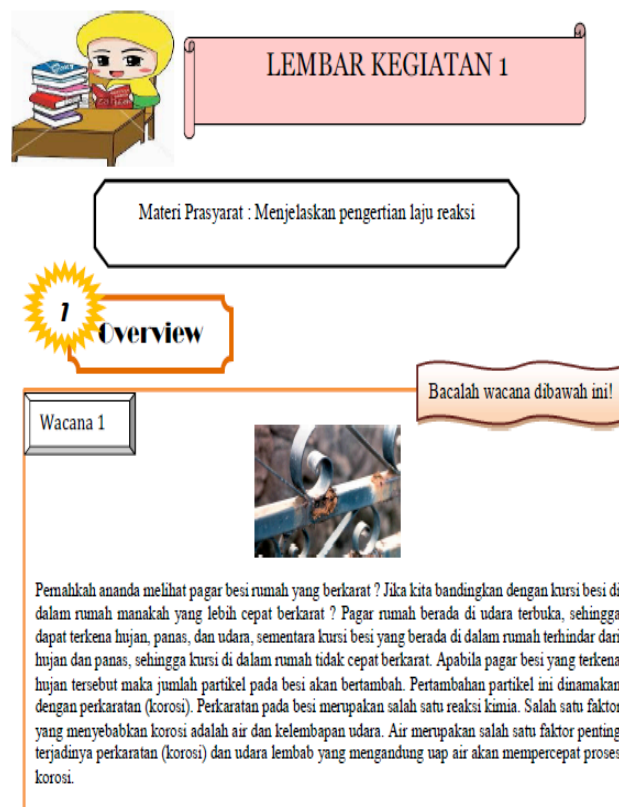 LEMBAR KEGIATAN 1
Materi Prasyarat : Menjelaskan pengertian laju reaksi
1
Overview
Bacalah wacana dibawah ini!
Wacana 1
Pernahkah ananda melihat pagar besi rumah yang berkarat ? Jika kita bandingkan dengan kursi besi di
dalam rumah manakah yang lebih cepat berkarat ? Pagar rumah berada di udara terbuka, sehingga
dapat terkena hujan, panas, dan udara, sementara kursi besi yang berada di dalam rumah terhindar dari
hujan dan panas, sehingga kursi di dalam rumah tidak cepat berkarat. Apabila pagar besi yang terkena
hujan tersebut maka jumlah partikel pada besi akan bertambah. Pertambahan partikel ini dinamakan
dengan perkaratan (korosi). Perkaratan pada besi merupakan salah satu reaksi kimia. Salah satu faktor
yang menyebabkan korosi adalah air dan kelembapan udara. Air merupakan salah satu faktor penting
terjadinya perkaratan (korosi) dan udara lembab yang mengandung uap air akan mempercepat proses
korosi.